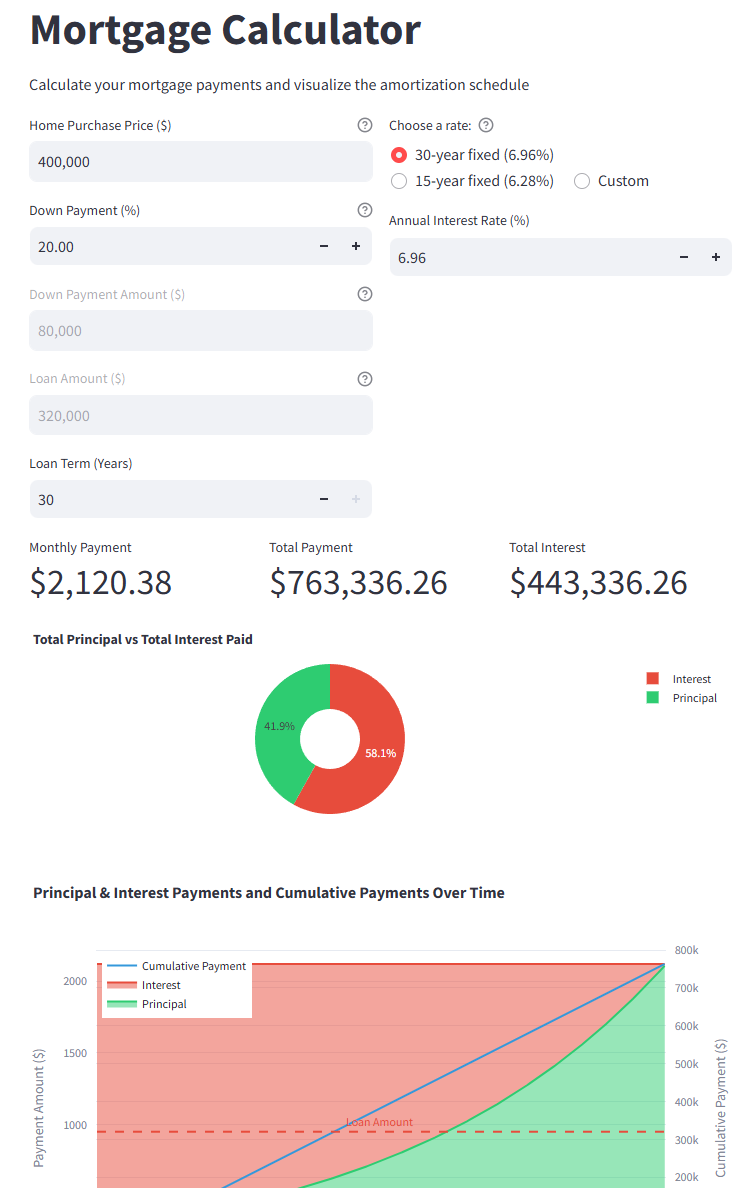 Mortgage Calculator
Calculate your mortgage payments and visualize the amortization schedule
Home Purchase Price ($)
400,000
Down Payment (%)
20.00
Down Payment Amount ($)
80,000
Loan Amount ($)
320,000
Loan Term (Years)
30
Choose a rate:
30-year fixed (6.96%)
15-year fixed (6.28%) Custom
Annual Interest Rate (%)
6.96
Monthly Payment
$2,120.38
Total Payment
$763,336.26
Total Interest
$443,336.26
Total Principal vs Total Interest Paid
41.9%
58.1%
Interest
Principal
Principal & Interest Payments and Cumulative Payments Over Time
Cumulative Payment
Interest
Principal
Payment Amount ($)
2000
1500
1000
Loan Amount
800k
700k
600k
500k
400k
300k
200k
Cumulative Payment ($)